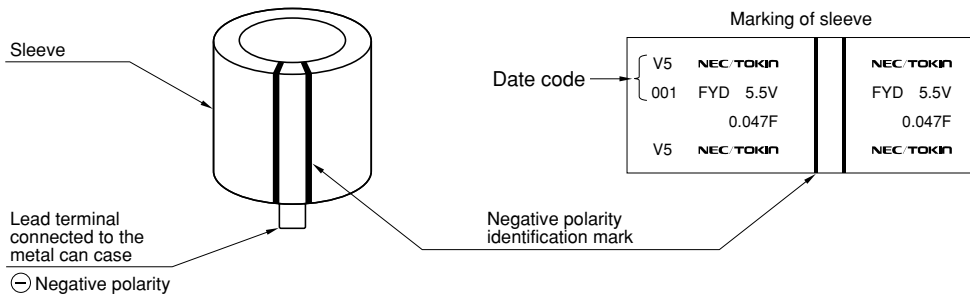 Marking of sleeve
Sleeve
Date code
V5 NEC/TOKIN
001 FYD 5.5V
0.047F
V5 NEC/TOKIN
NEC/TOKIN
FYD 5.5V
0.047F
NEC/TOKIN
Lead terminal
connected to the
metal can case
⊖ Negative polarity
Negative polarity
identification mark